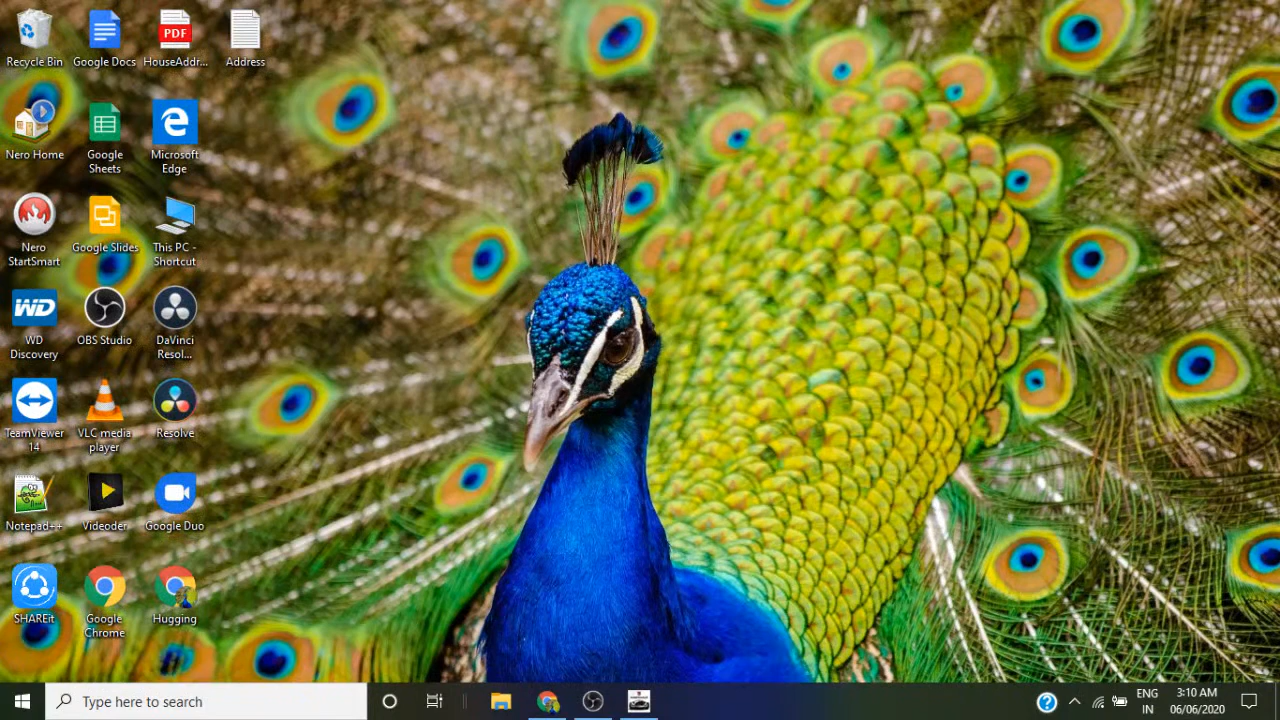 Recycle Bin
Google Docs
PDF
HouseAddr...
Address
Nero Home
Google
Sheets
Microsoft
Edge
Nero
StartSmart
Google Slides
This PC -
Shortcut
WD
WD
Discovery
OBS Studio
DaVinci
Resol...
TeamViewer
14
VLC media
player
Resolve
Notepad++
Videoder
Google Duo
SHAREit
Google
Chrome
Hugging
Type here to search
ENG
IN
3:10 AM
06/06/2020